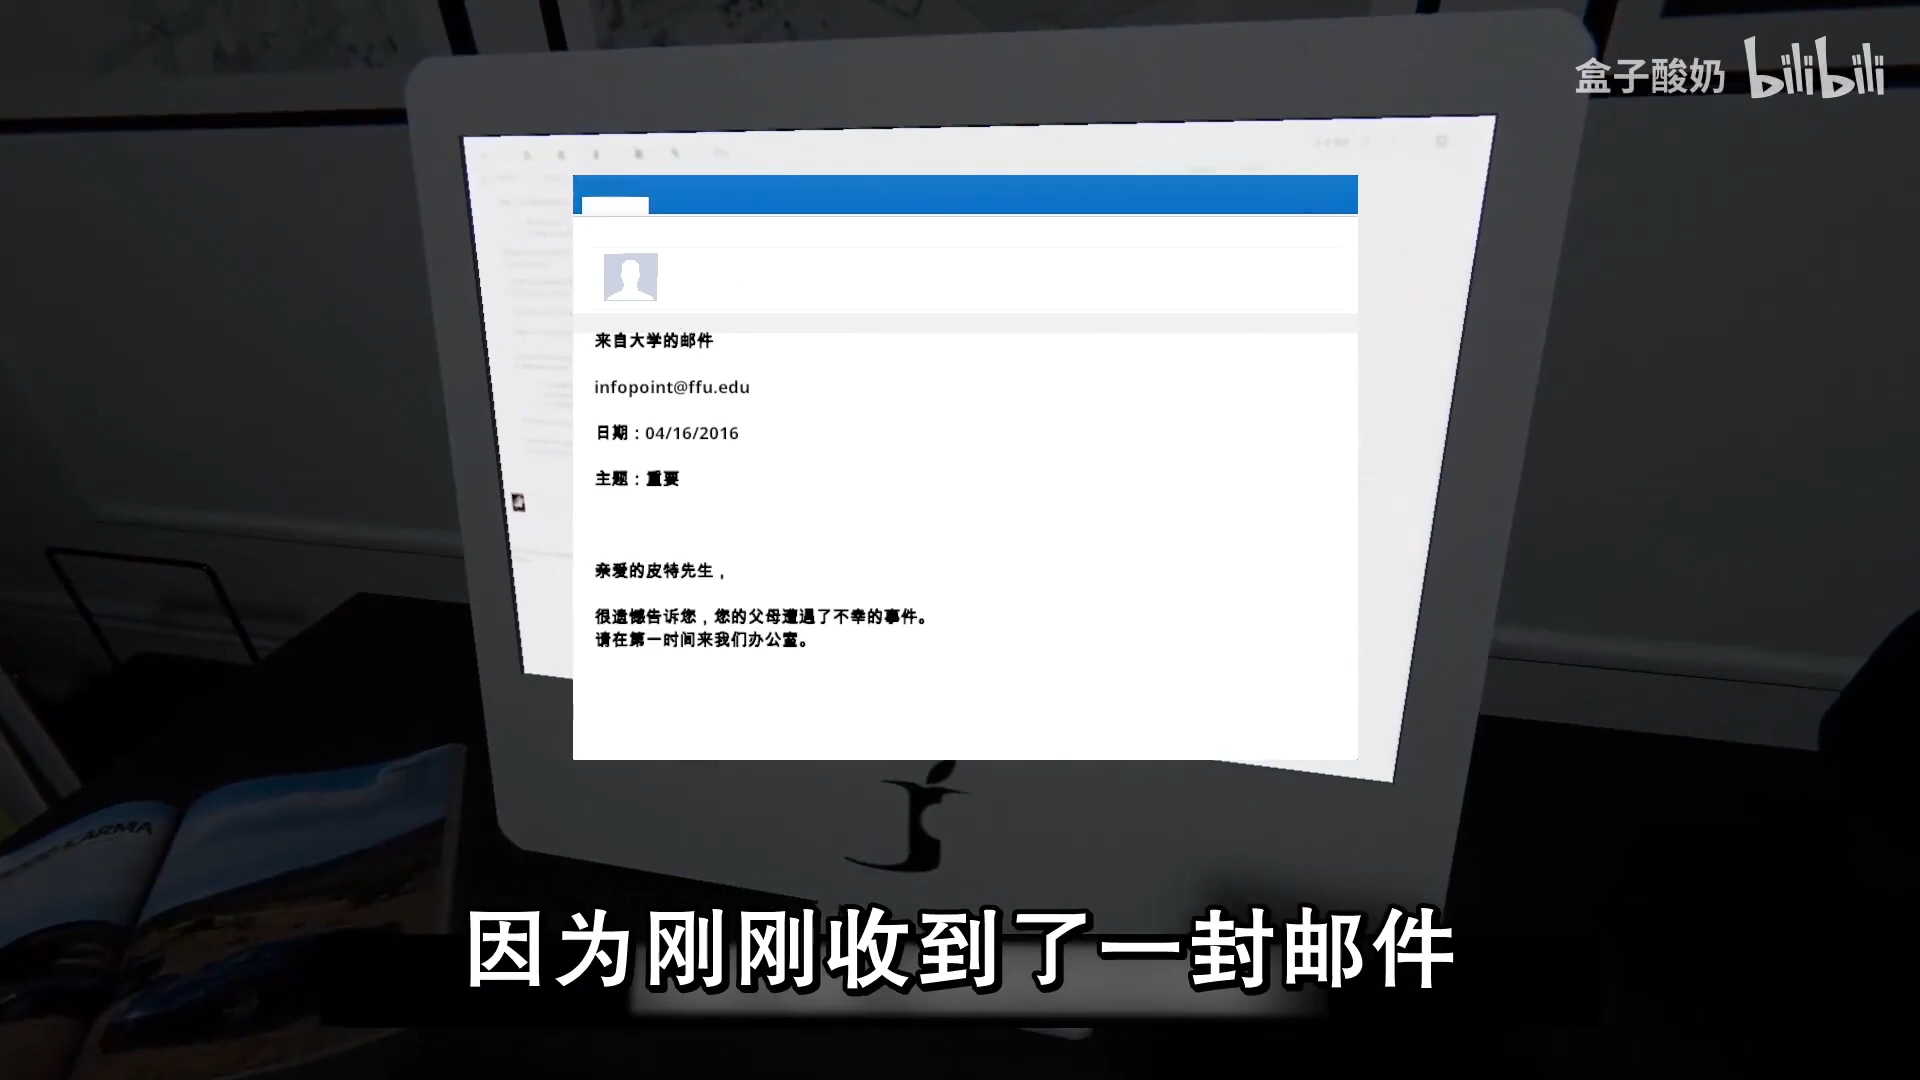 盒子酸奶 bilibili
来自大学的邮件
infopoint@ffu.edu
日期：04/16/2016
主题：重要
亲爱的皮特先生，
很遗憾告诉您，您的父母遭遇了不幸的事件。
请在第一时间来我们办公室。
KARMA
因为刚刚收到了一封邮件